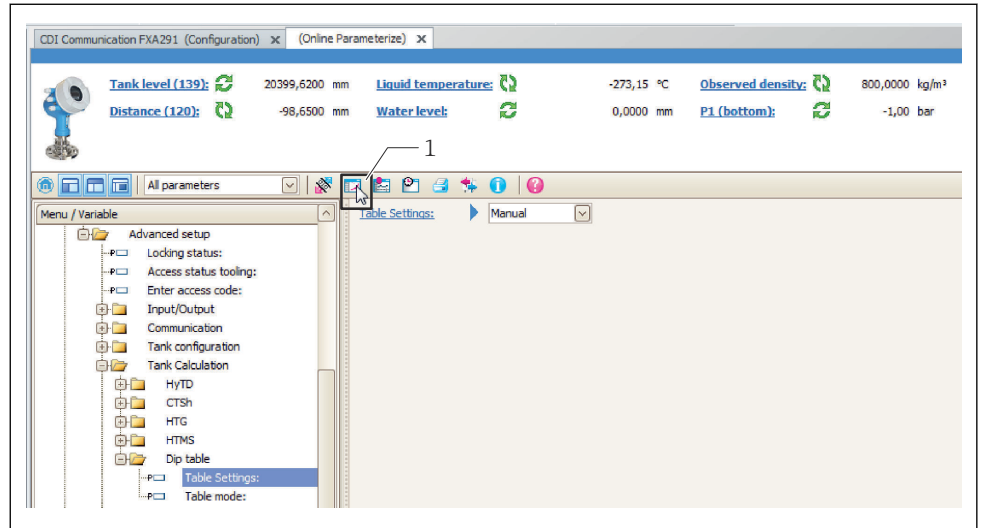 CDI Communication FXA291 (Configuration) x (Online Parameterize) x
Tank level (139): 20399,6200 mm Liquid temperature: -273,15 °C Observed density: 800,0000 kg/m³
Distance (120): -98,6500 mm Water level: 0,0000 mm P1 (bottom): -1,00 bar
1
All parameters
Menu / Variable
Table Settings: Manual
Advanced setup
Locking status:
Access status tooling:
Enter access code:
Input/Output
Communication
Tank configuration
Tank Calculation
HyTD
CTSh
HTG
HTMS
Dip table
Table Settings:
Table mode: